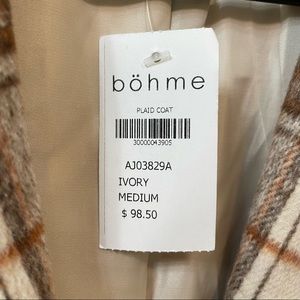 böhme
PLAID COAT
30000043905
AJ03829A
IVORY
MEDIUM
$ 98.50